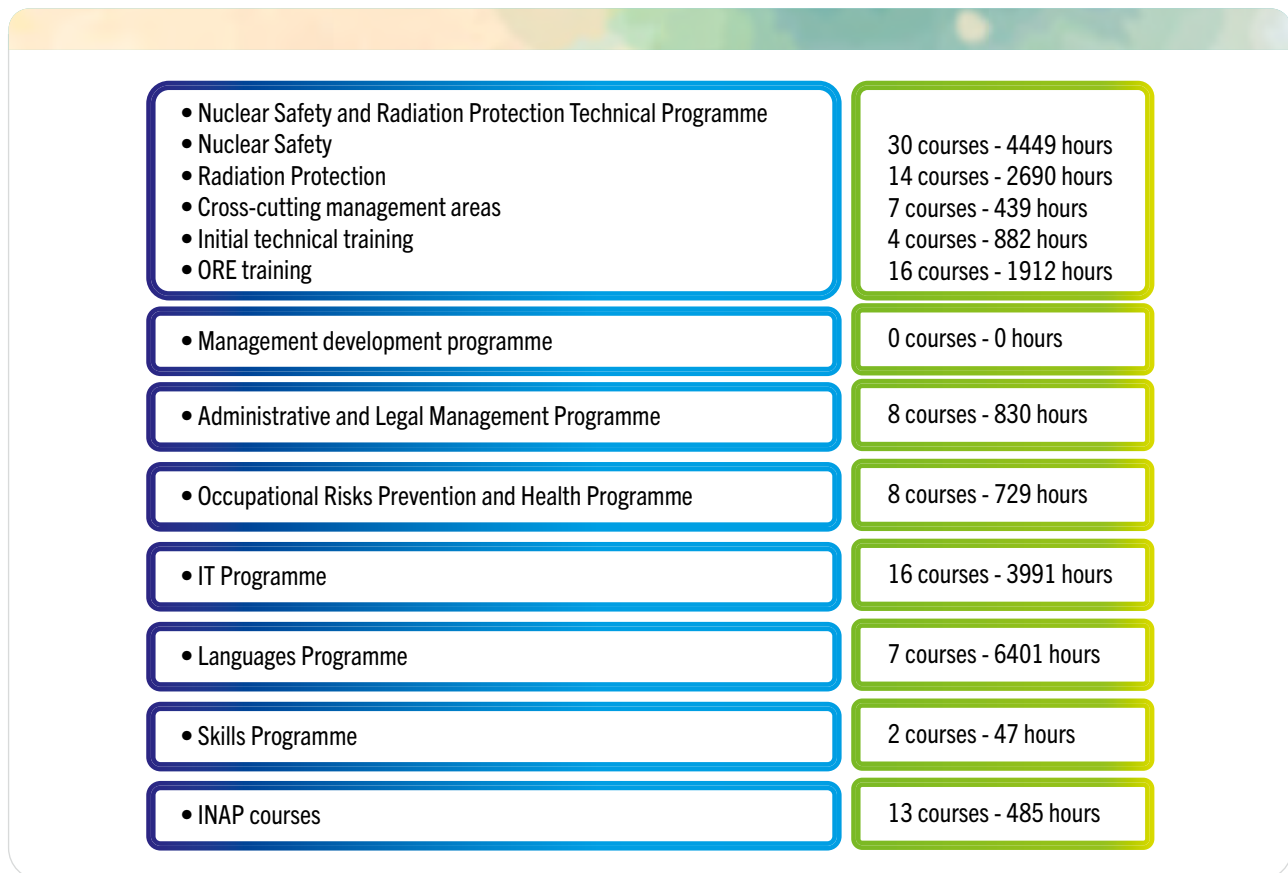 • Nuclear Safety and Radiation Protection Technical Programme
• Nuclear Safety
30 courses - 4449 hours
• Radiation Protection
14 courses - 2690 hours
• Cross-cutting management areas
7 courses - 439 hours
• Initial technical training
4 courses - 882 hours
• ORE training
16 courses - 1912 hours
• Management development programme
0 courses - 0 hours
• Administrative and Legal Management Programme
8 courses - 830 hours
• Occupational Risks Prevention and Health Programme
8 courses - 729 hours
• IT Programme
16 courses - 3991 hours
• Languages Programme
7 courses - 6401 hours
• Skills Programme
2 courses - 47 hours
• INAP courses
13 courses - 485 hours